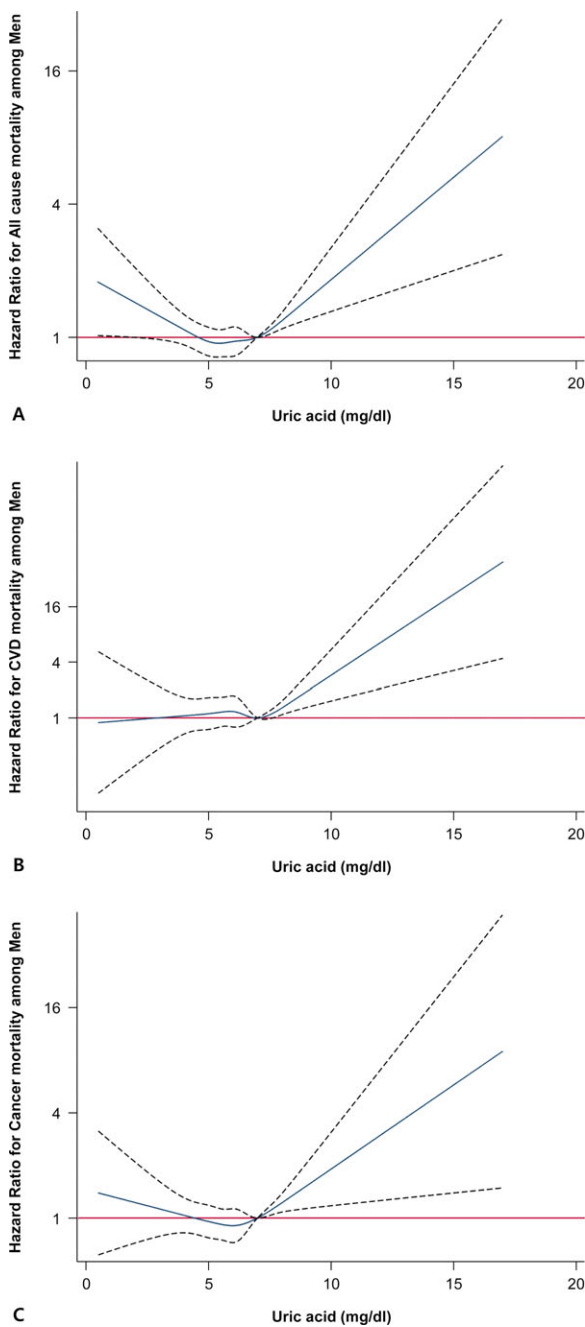 Hazard Ratio for All cause mortality among Men
16
4
1
0 5 10 15 20
Uric acid (mg/dl)
A
Hazard Ratio for CVD mortality among Men
16
4
1
0 5 10 15 20
Uric acid (mg/dl)
B
Hazard Ratio for Cancer mortality among Men
16
4
1
0 5 10 15 20
Uric acid (mg/dl)
C